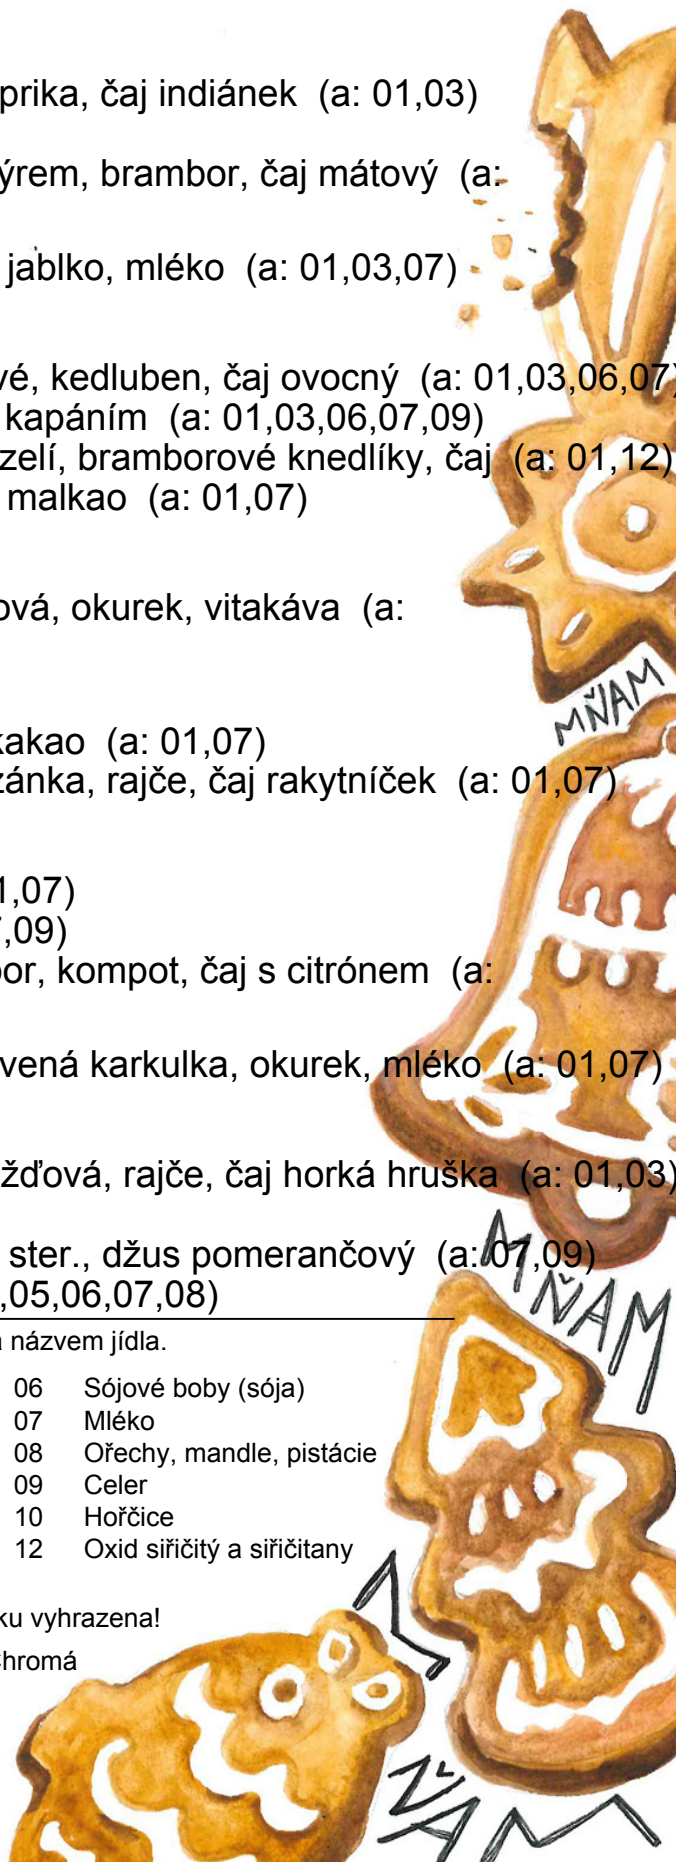 prika, čaj indiánek (a: 01,03)
ýrem, brambor, čaj mátový (a:
jablko, mléko (a: 01,03,07)
vé, kedluben, čaj ovocný (a: 01,03,06,07)
kapáním (a: 01,03,06,07,09)
zelí, bramborové knedlíky, čaj (a: 01,12)
malkao (a: 01,07)
ová, okurek, vitakáva (a:
MŇAM
kakao (a: 01,07)
zánka, rajče, čaj rakytníček (a: 01,07)
1,07)
7,09)
bor, kompot, čaj s citrónem (a:
vená karkulka, okurek, mléko (a: 01,07)
žďová, rajče, čaj horká hruška (a: 01,03)
ster., džus pomerančový (a: 07,09)
MŇAM
,05,06,07,08)
a názvem jídla.
06 Sójové boby (sója)
07 Mléko
08 Ořechy, mandle, pistácie
09 Celer
10 Hořčice
12 Oxid siřičitý a siřičitany
ku vyhrazena!
Chromá
ŇAM